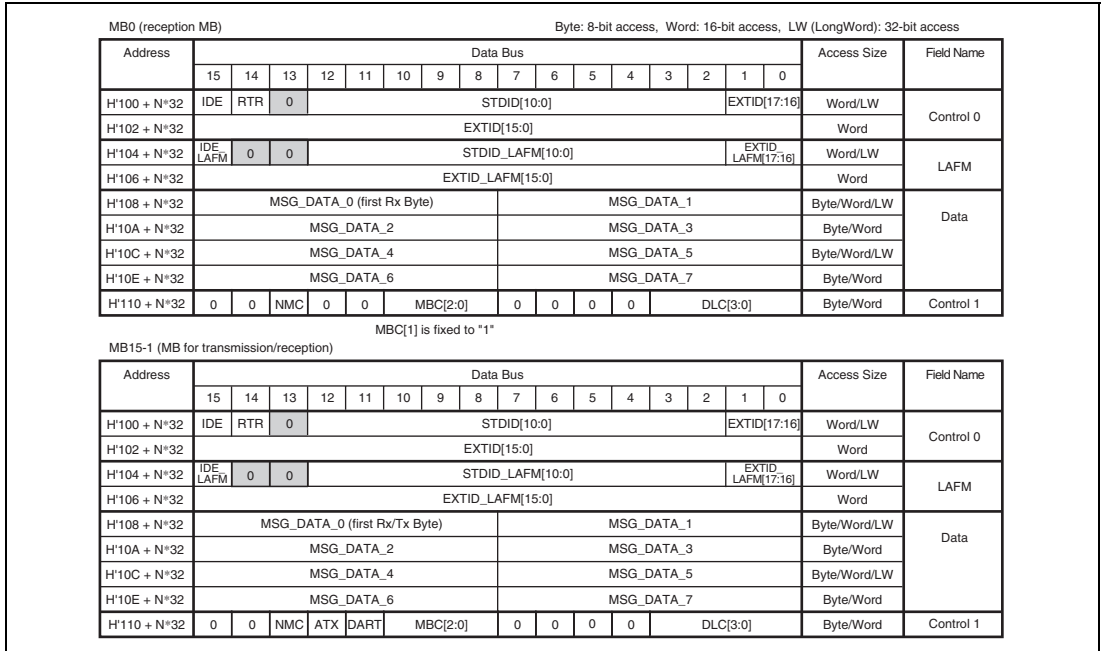 MB0 (reception MB) Byte: 8-bit access, Word: 16-bit access, LW (LongWord): 32-bit access
Address Data Bus Access Size Field Name
15 14 13 12 11 10 9 8 7 6 5 4 3 2 1 0
H'100 + N*32 IDE RTR 0 STDID[10:0] EXTID[17:16] Word/LW Control 0
H'102 + N*32 EXTID[15:0] Word
H'104 + N*32 IDE_LAFM 0 0 STDID_LAFM[10:0] EXTID_LAFM[17:16] Word/LW LAFM
H'106 + N*32 EXTID_LAFM[15:0] Word
H'108 + N*32 MSG_DATA_0 (first Rx Byte) MSG_DATA_1 Byte/Word/LW Data
H'10A + N*32 MSG_DATA_2 MSG_DATA_3 Byte/Word
H'10C + N*32 MSG_DATA_4 MSG_DATA_5 Byte/Word/LW
H'10E + N*32 MSG_DATA_6 MSG_DATA_7 Byte/Word
H'110 + N*32 0 0 NMC 0 0 MBC[2:0] 0 0 0 0 DLC[3:0] Byte/Word Control 1
MBC[1] is fixed to "1"
MB15-1 (MB for transmission/reception)
Address Data Bus Access Size Field Name
15 14 13 12 11 10 9 8 7 6 5 4 3 2 1 0
H'100 + N*32 IDE RTR 0 STDID[10:0] EXTID[17:16] Word/LW Control 0
H'102 + N*32 EXTID[15:0] Word
H'104 + N*32 IDE_LAFM 0 0 STDID_LAFM[10:0] EXTID_LAFM[17:16] Word/LW LAFM
H'106 + N*32 EXTID_LAFM[15:0] Word
H'108 + N*32 MSG_DATA_0 (first Rx/Tx Byte) MSG_DATA_1 Byte/Word/LW Data
H'10A + N*32 MSG_DATA_2 MSG_DATA_3 Byte/Word
H'10C + N*32 MSG_DATA_4 MSG_DATA_5 Byte/Word/LW
H'10E + N*32 MSG_DATA_6 MSG_DATA_7 Byte/Word
H'110 + N*32 0 0 NMC ATX DART MBC[2:0] 0 0 0 0 DLC[3:0] Byte/Word Control 1